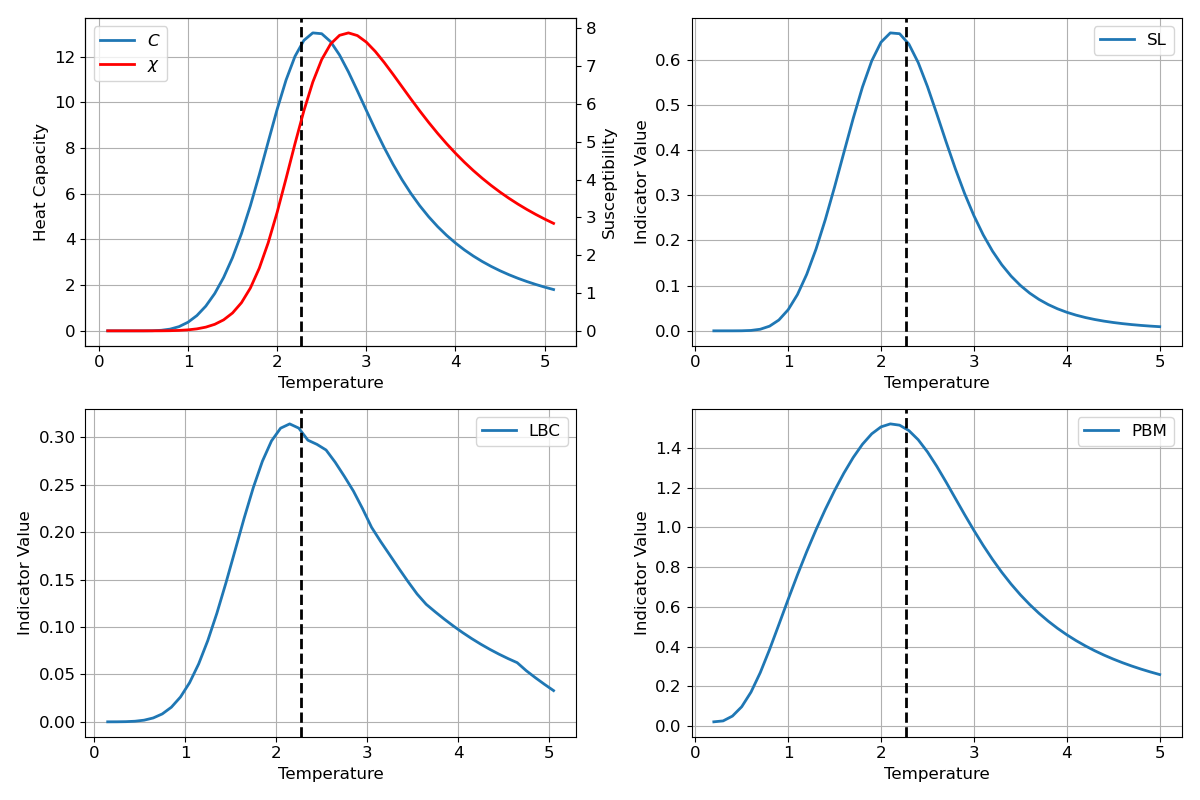 C
χ
Heat Capacity
12
10
8
6
4
2
0
8
7
6
5
4
3
2
1
0
Susceptibility
0 1 2 3 4 5
Temperature
SL
Indicator Value
0.6
0.5
0.4
0.3
0.2
0.1
0.0
0 1 2 3 4 5
Temperature
LBC
Indicator Value
0.30
0.25
0.20
0.15
0.10
0.05
0.00
0 1 2 3 4 5
Temperature
PBM
Indicator Value
1.4
1.2
1.0
0.8
0.6
0.4
0.2
0.0
0 1 2 3 4 5
Temperature